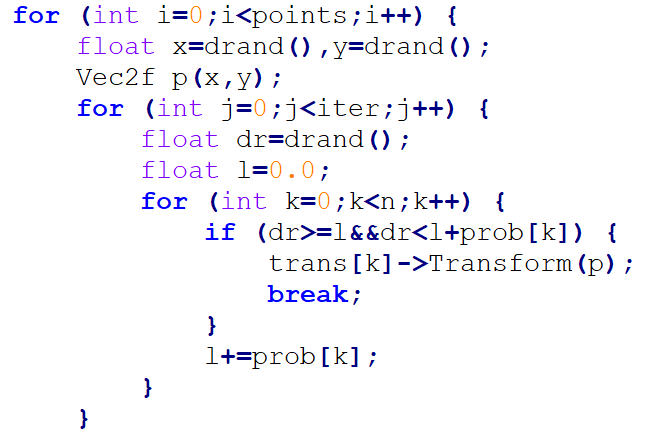 for (int i=0;i<points;i++) {
    float x=drand(),y=drand();
    Vec2f p(x,y);
    for (int j=0;j<iter;j++) {
        float dr=drand();
        float l=0.0;
        for (int k=0;k<n;k++) {
            if (dr>=l&&dr<l+prob[k]) {
                trans[k]->Transform(p);
                break;
            }
            l+=prob[k];
        }
    }